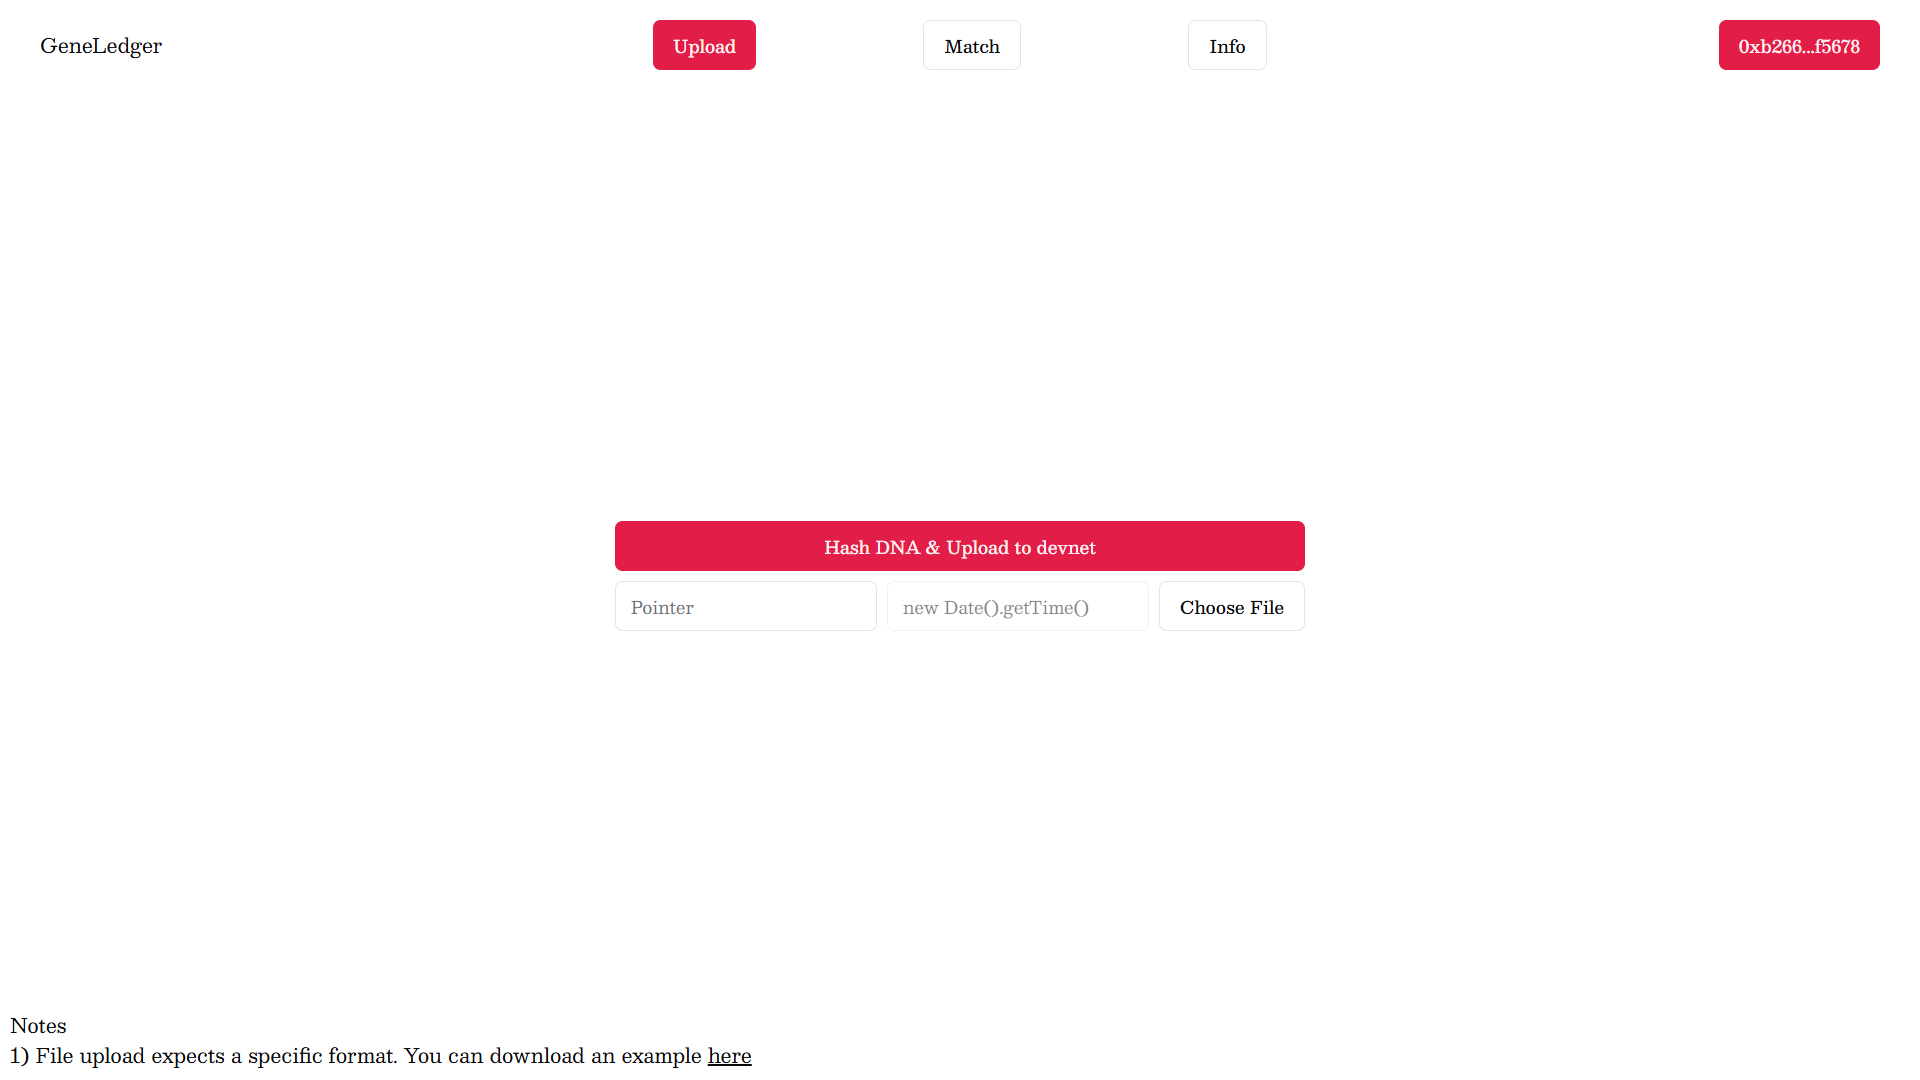 GeneLedger
Upload
Match
Info
0xb266...f5678
Hash DNA & Upload to devnet
Pointer
new Date().getTime()
Choose File
Notes
1) File upload expects a specific format. You can download an example here